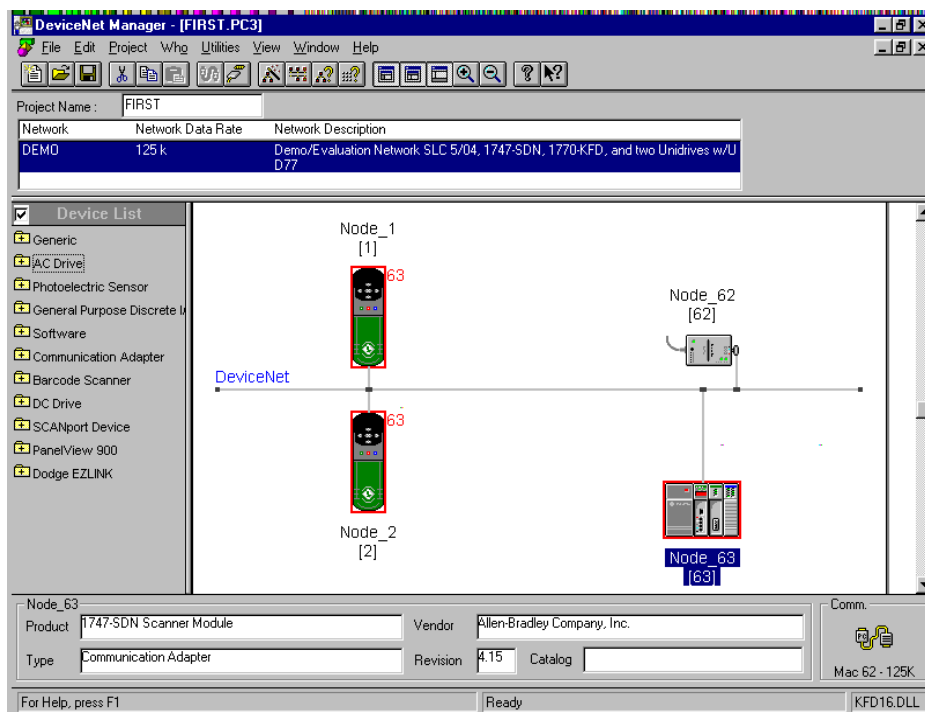 DeviceNet Manager - [FIRST.PC3]
File Edit Project Who Utilities View Window Help
Project Name : FIRST
Network Network Data Rate Network Description
DEMO 125 k Demo/Evaluation Network SLC 5/04, 1747-SDN, 1770-KFD, and two Unidrives w/U
D77
Device List
Generic
AC Drive
Photoelectric Sensor
General Purpose Discrete I/
Software
Communication Adapter
Barcode Scanner
DC Drive
SCANport Device
PanelView 900
Dodge EZLINK
Node_1
[1]
63
Node_62
[62]
DeviceNet
63
Node_2
[2]
Node_63
[63]
Node_63
Product 1747-SDN Scanner Module Vendor Allen-Bradley Company, Inc.
Type Communication Adapter Revision 4.15 Catalog
Comm.
Mac 62 - 125K
For Help, press F1 Ready KFD16.DLL